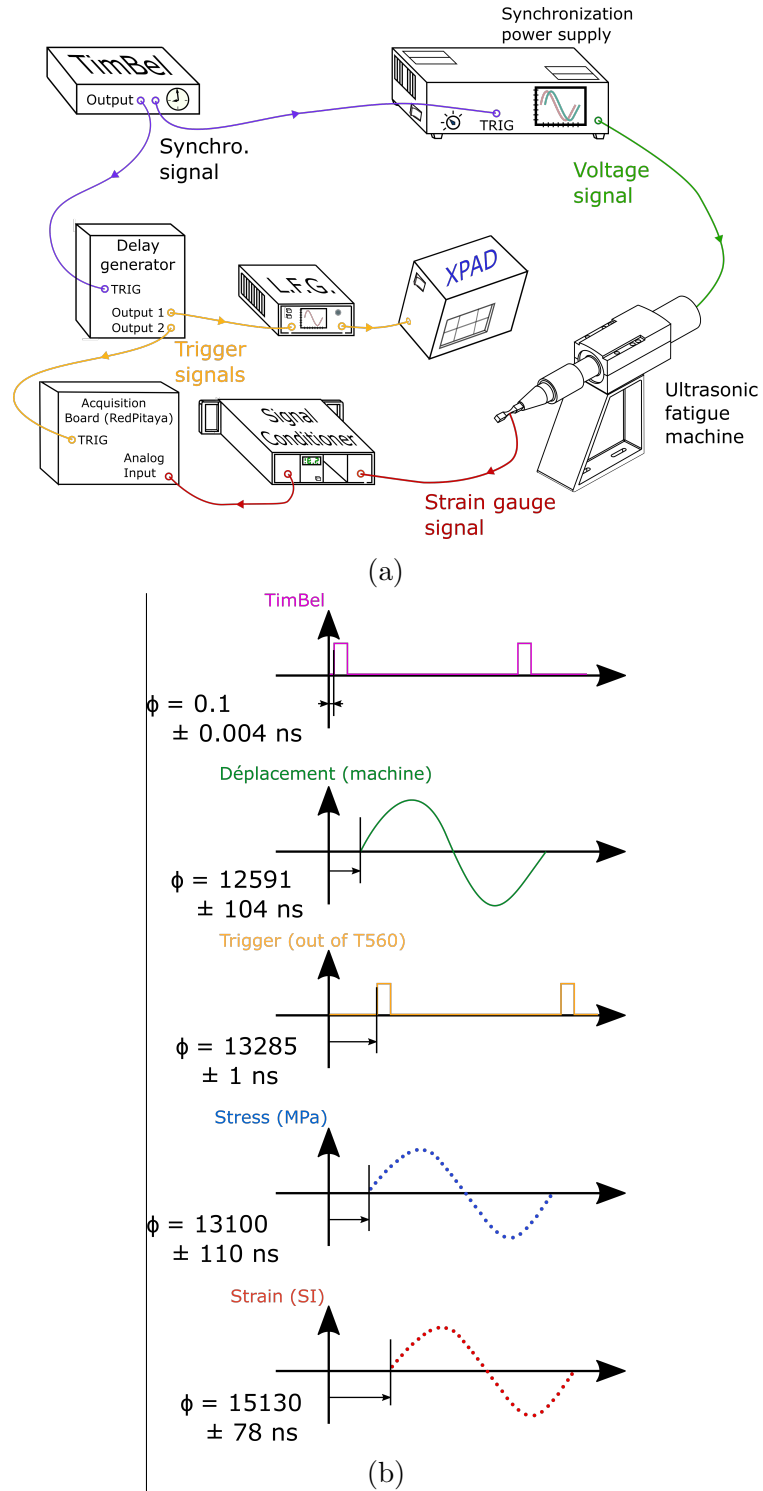 Synchronization
power supply
TimBel
Output
TRIG
Synchro.
signal
Voltage
signal
Delay
generator
TRIG
Output 1
Output 2
L.F.G.
XPAD
Trigger
signals
Acquisition
Board (RedPitaya)
TRIG
Analog
Input
Signal
Conditioner
Ultrasonic
fatigue
machine
Strain gauge
signal
(a)
TimBel
ϕ = 0.1
± 0.004 ns
Déplacement (machine)
ϕ = 12591
± 104 ns
Trigger (out of T560)
ϕ = 13285
± 1 ns
Stress (MPa)
ϕ = 13100
± 110 ns
Strain (SI)
ϕ = 15130
± 78 ns
(b)